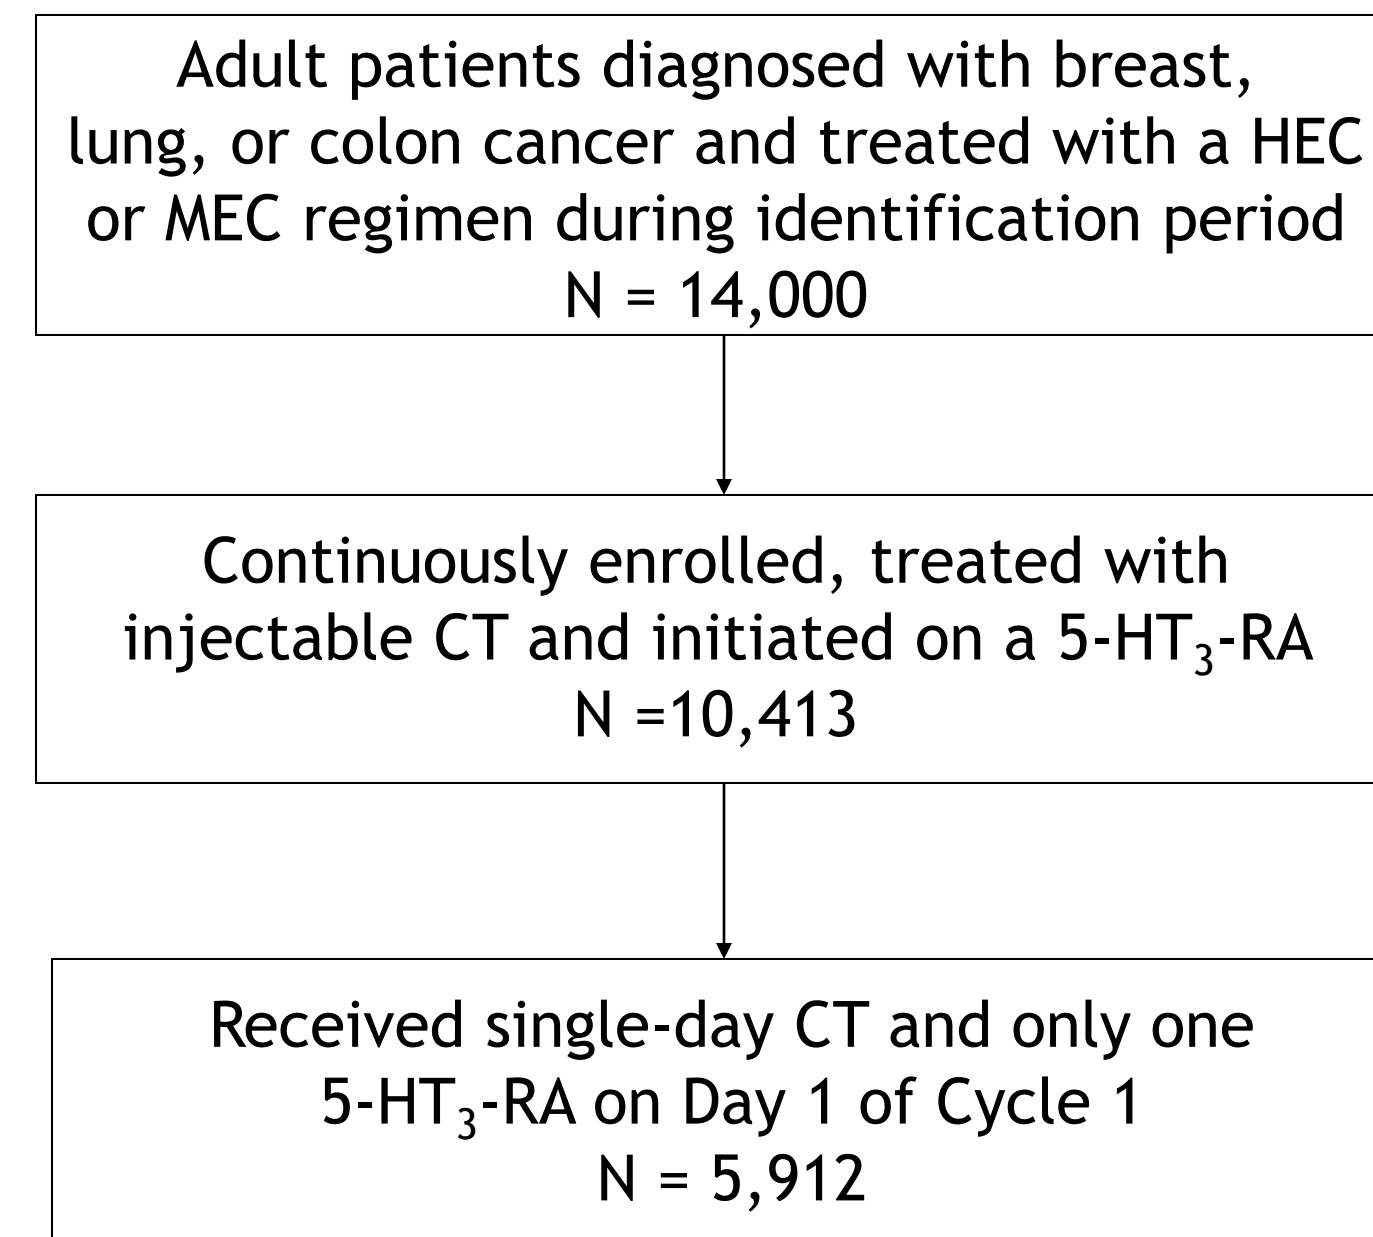 Adult patients diagnosed with breast,
lung, or colon cancer and treated with a HEC
or MEC regimen during identification period
N = 14,000
Continuously enrolled, treated with
injectable CT and initiated on a 5-HT₃-RA
N =10,413
Received single-day CT and only one
5-HT₃-RA on Day 1 of Cycle 1
N = 5,912